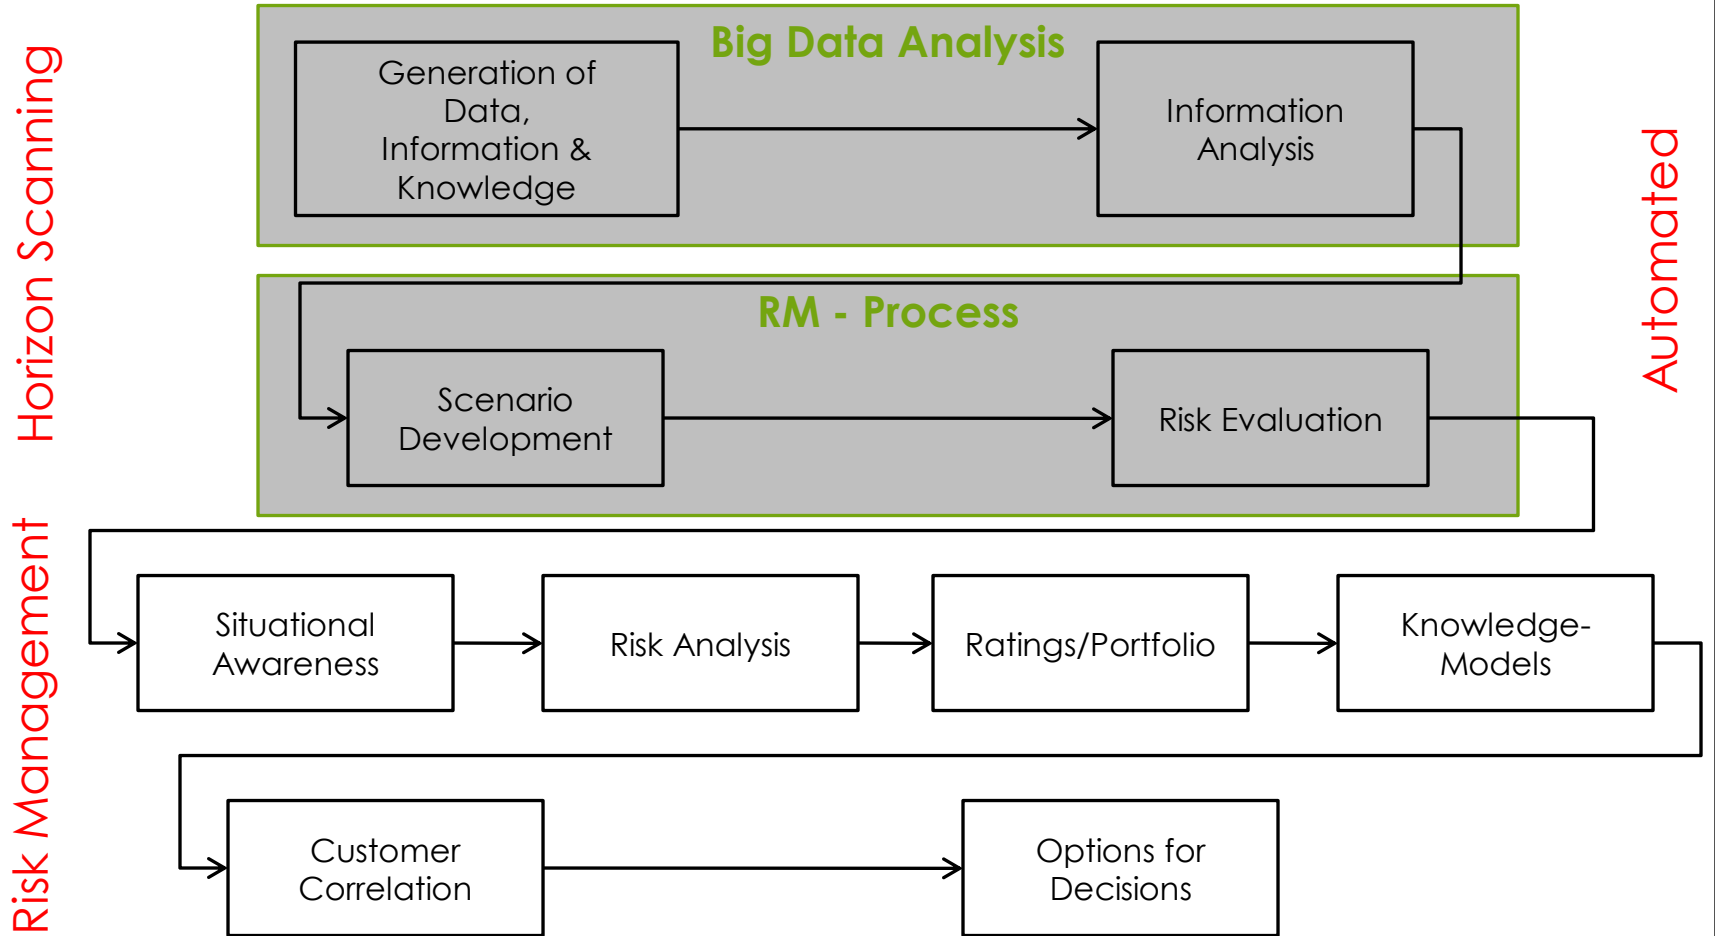 Big Data Analysis
Generation of
Data,
Information &
Knowledge
Information
Analysis
Horizon Scanning
Automated
RM - Process
Scenario
Development
Risk Evaluation
Risk Management
Situational
Awareness
Risk Analysis
Ratings/Portfolio
Knowledge-
Models
Customer
Correlation
Options for
Decisions